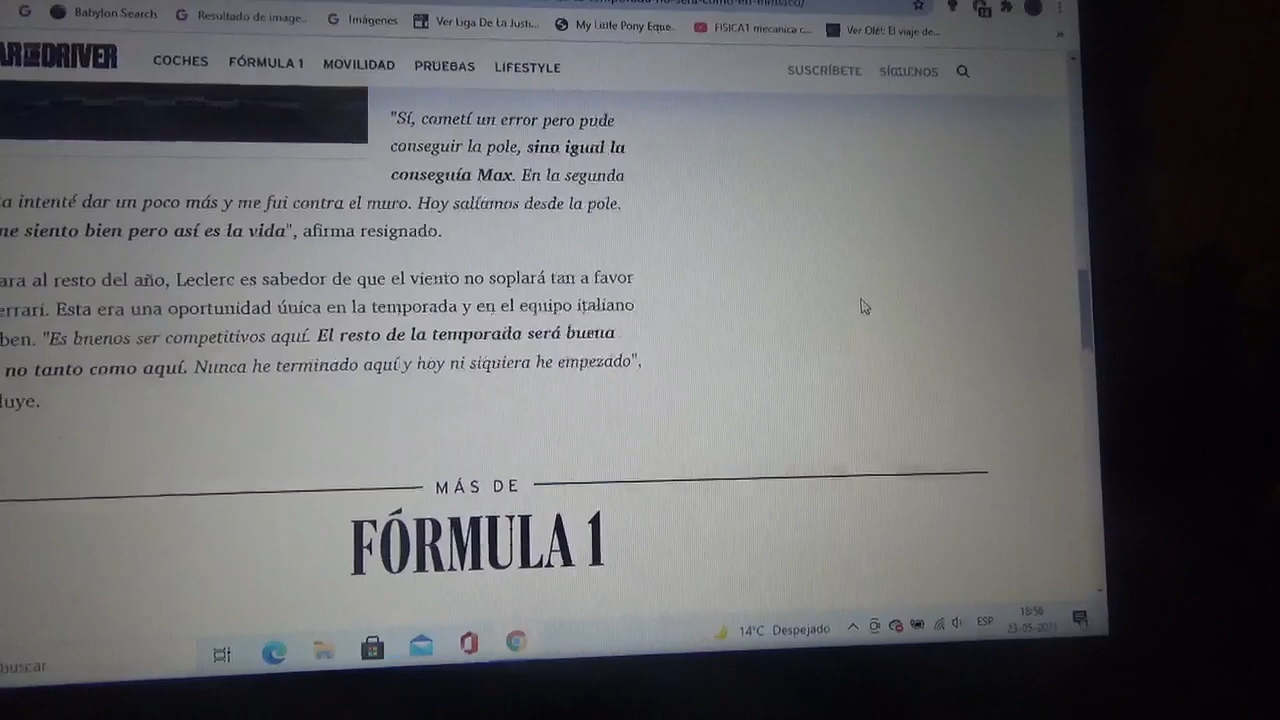 Babylon Search Resultado de image.. Imágenes Ver Liga De La Justi... My Little Pony Eque.. FISICA1 mecanica c... Ver Olé!: El viaje de...
AR DRIVER COCHES FÓRMULA 1 MOVILIDAD PRUEBAS LIFESTYLE SUSCRÍBETE SÍGUENOS
"Sí, cometí un error pero pude
conseguir la pole, sino igual la
conseguía Max. En la segunda
a intenté dar un poco más y me fui contra el muro. Hoy salíamos desde la pole.
me siento bien pero así es la vida", afirma resignado.
ara al resto del año, Leclerc es sabedor de que el viento no soplará tan a favor
errari. Esta era una oportunidad única en la temporada y en el equipo italiano
ben. "Es buenos ser competitivos aquí. El resto de la temporada será buena
no tanto como aquí. Nunca he terminado aquí y hoy ni siquiera he empezado",
luye.
MÁS DE
FÓRMULA 1
buscar 14°C Despejado ESP 18:56
23-05-2021